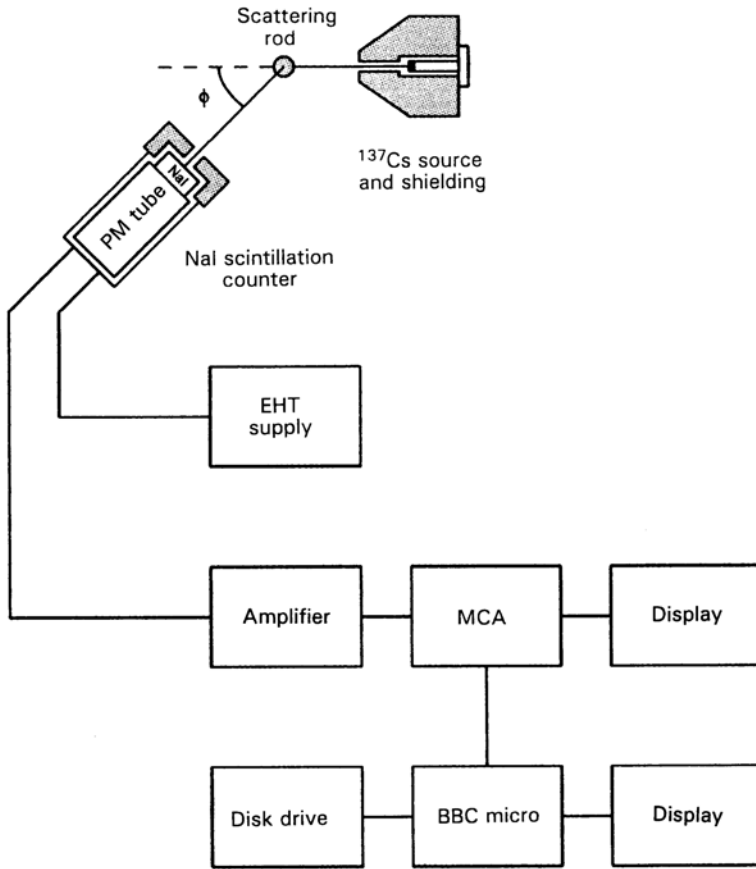 Scattering
rod
ϕ
¹³⁷Cs source
and shielding
NaI
PM tube
NaI scintillation
counter
EHT
supply
Amplifier
MCA
Display
Disk drive
BBC micro
Display